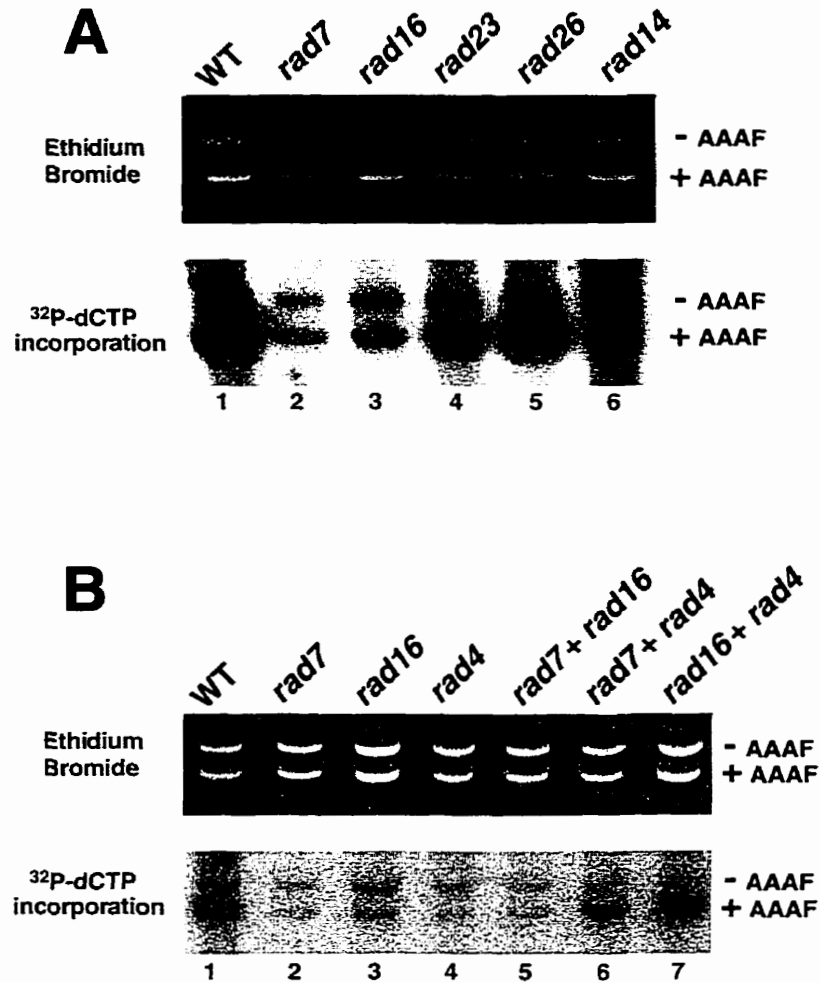 A
WT rad7 rad16 rad23 rad26 rad14
Ethidium
Bromide
- AAAF
+ AAAF
32P-dCTP
incorporation
- AAAF
+ AAAF
1 2 3 4 5 6
B
WT rad7 rad16 rad4 rad7+ rad16 rad7+ rad4 rad16+ rad4
Ethidium
Bromide
- AAAF
+ AAAF
32P-dCTP
incorporation
- AAAF
+ AAAF
1 2 3 4 5 6 7